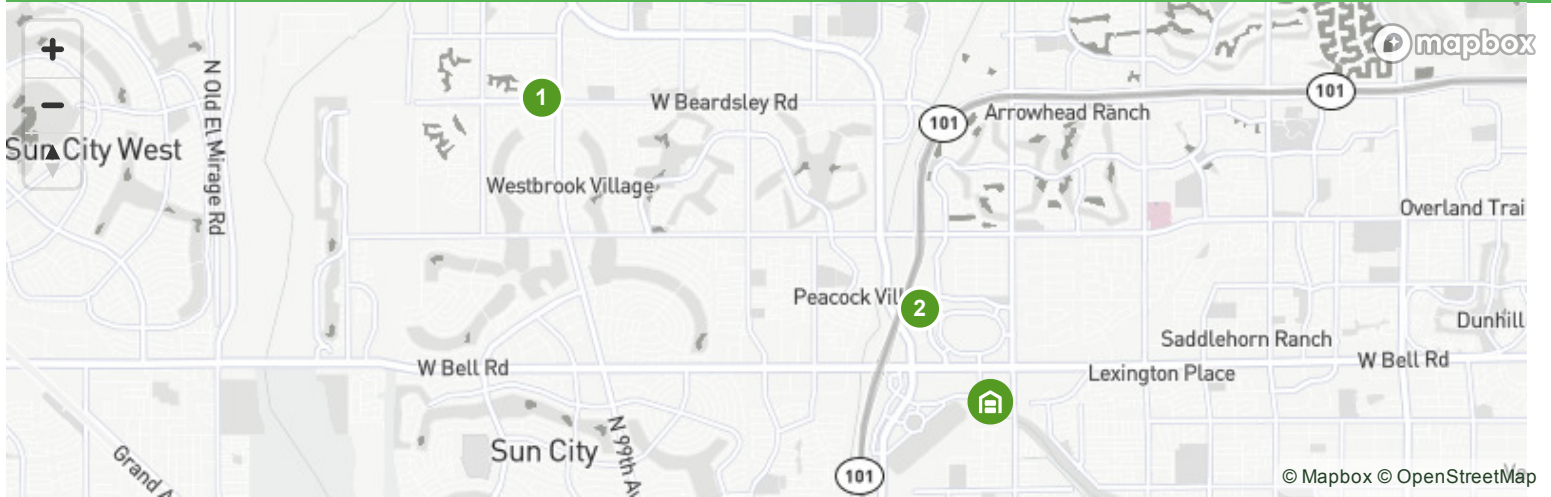 mapbox
1
101
W Beardsley Rd
Arrowhead Ranch
101
N Old El Mirage Rd
Sun City West
Westbrook Village
Overland Trai
Peacock Vill
2
Dunhill
Saddlehorn Ranch
W Bell Rd
W Bell Rd
Lexington Place
N 99th Av
Sun City
Grand A
101
© Mapbox © OpenStreetMap